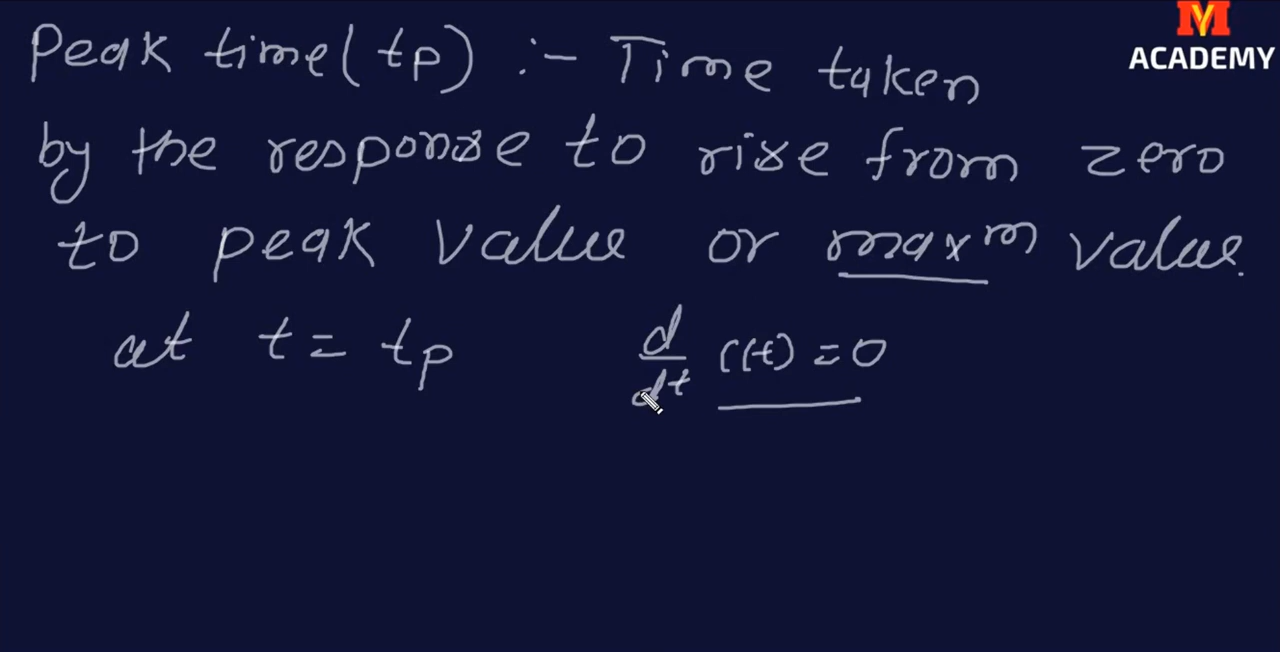 M
ACADEMY
Peak time (tp) :- Time taken
by the response to rise from zero
to peak value or maxm value.
at t = tp d/dt c(t) = 0